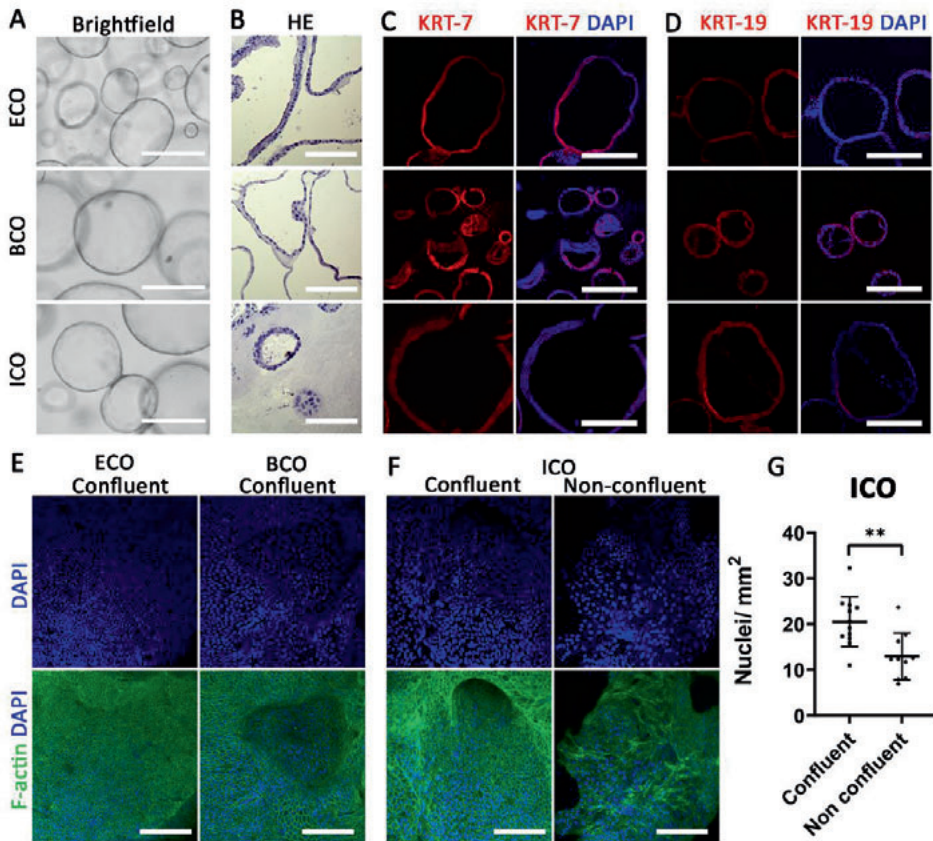 A Brightfield B HE C KRT-7 KRT-7 DAPI D KRT-19 KRT-19 DAPI
ECO
BCO
ICO
E ECO BCO F ICO G
Confluent Confluent Confluent Non-confluent ICO
DAPI
F-actin DAPI
**
40
30
20
10
0
Nuclei/ mm²
Confluent
Non confluent